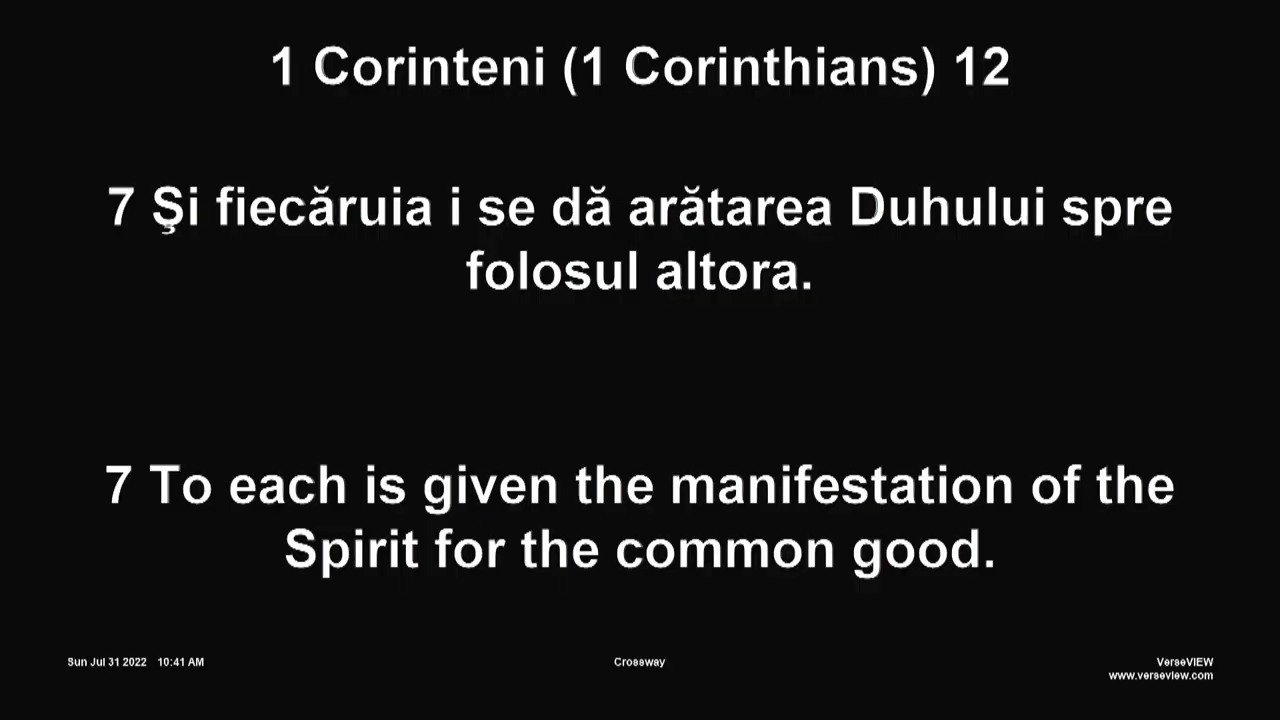 1 Corinteni (1 Corinthians) 12
7 Şi fiecăruia i se dă arătarea Duhului spre
folosul altora.
7 To each is given the manifestation of the
Spirit for the common good.
Sun Jul 31 2022 10:41 AM
Crossway
VerseVIEW
www.verseview.com